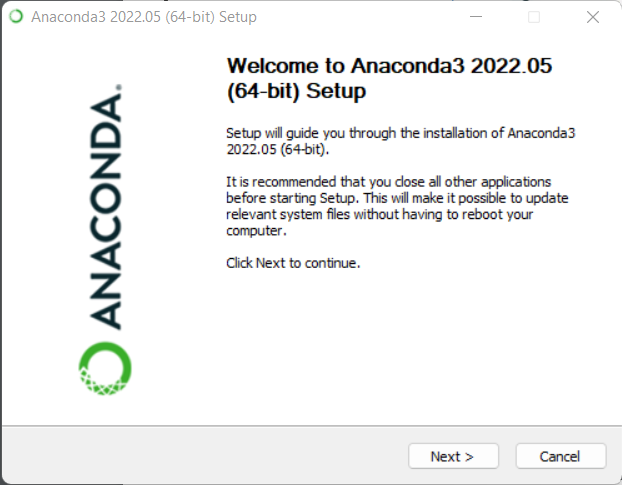 Anaconda3 2022.05 (64-bit) Setup
ANACONDA.
Welcome to Anaconda3 2022.05
(64-bit) Setup
Setup will guide you through the installation of Anaconda3
2022.05 (64-bit).
It is recommended that you close all other applications
before starting Setup. This will make it possible to update
relevant system files without having to reboot your
computer.
Click Next to continue.
Next >
Cancel